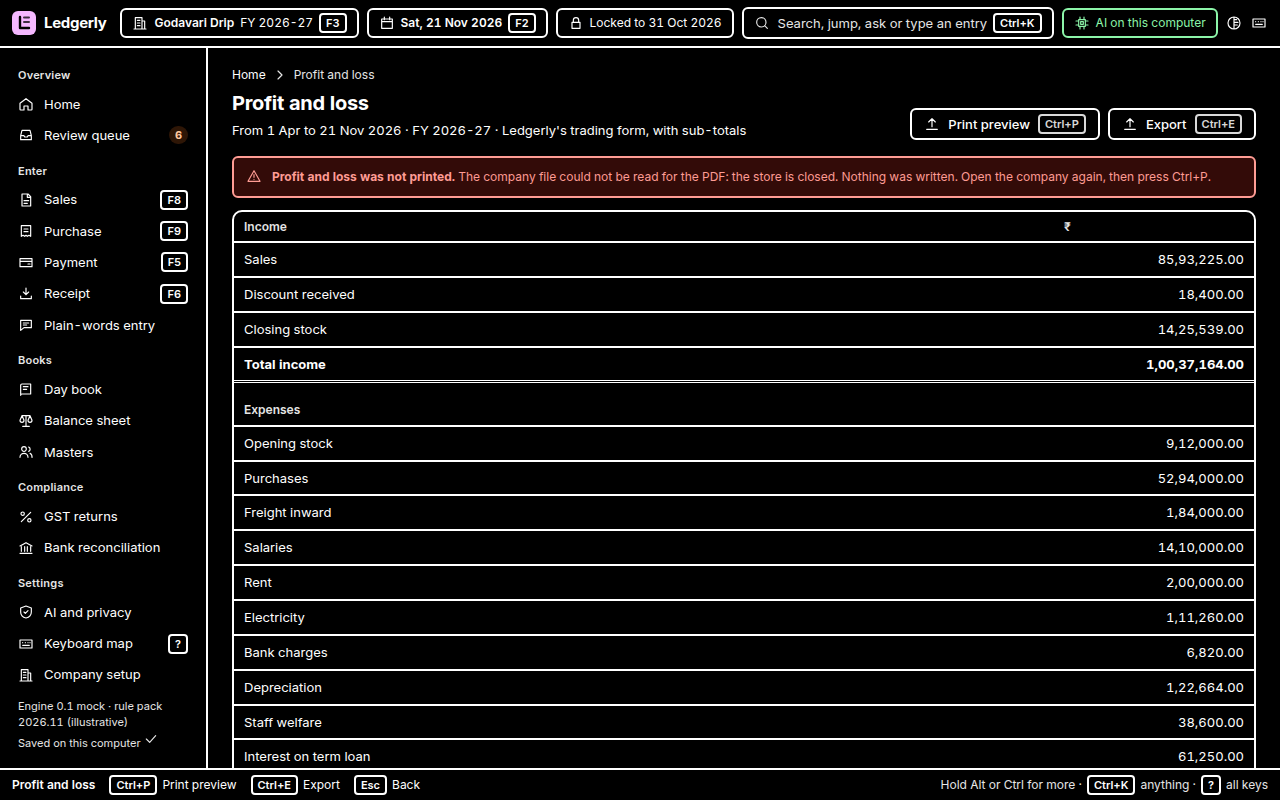 Ledgerly
Godavari Drip FY 2026-27 F3
Sat, 21 Nov 2026 F2
Locked to 31 Oct 2026
Search, jump, ask or type an entry Ctrl+K
AI on this computer
Overview
Home
Review queue 6
Enter
Sales F8
Purchase F9
Payment F5
Receipt F6
Plain-words entry
Books
Day book
Balance sheet
Masters
Compliance
GST returns
Bank reconciliation
Settings
AI and privacy
Keyboard map ?
Company setup
Engine 0.1 mock · rule pack
2026.11 (illustrative)
Saved on this computer
Home Profit and loss
Profit and loss
From 1 Apr to 21 Nov 2026 · FY 2026-27 · Ledgerly's trading form, with sub-totals
Print preview Ctrl+P
Export Ctrl+E
Profit and loss was not printed. The company file could not be read for the PDF: the store is closed. Nothing was written. Open the company again, then press Ctrl+P.
Income ₹
Sales 85,93,225.00
Discount received 18,400.00
Closing stock 14,25,539.00
Total income 1,00,37,164.00
Expenses
Opening stock 9,12,000.00
Purchases 52,94,000.00
Freight inward 1,84,000.00
Salaries 14,10,000.00
Rent 2,00,000.00
Electricity 1,11,260.00
Bank charges 6,820.00
Depreciation 1,22,664.00
Staff welfare 38,600.00
Interest on term loan 61,250.00
Profit and loss Ctrl+P Print preview Ctrl+E Export Esc Back
Hold Alt or Ctrl for more · Ctrl+K anything · ? all keys